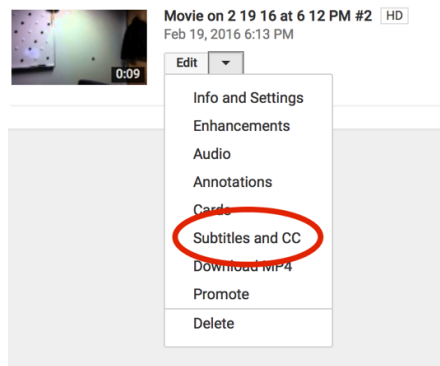 Movie on 2 19 16 at 6 12 PM #2 HD
Feb 19, 2016 6:13 PM
0:09
Edit
Info and Settings
Enhancements
Audio
Annotations
Cards
Subtitles and CC
Download MP4
Promote
Delete